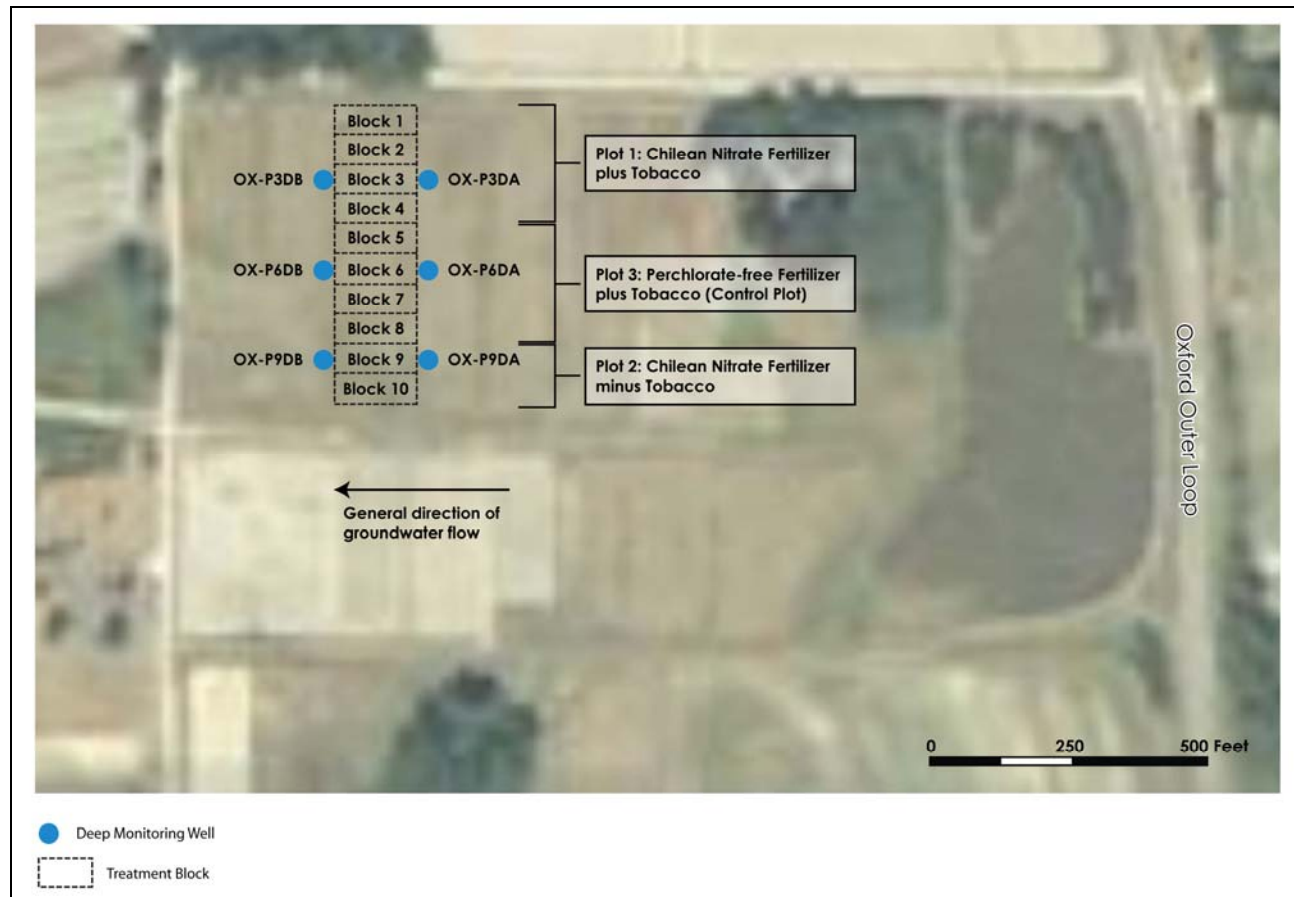 Block 1
Block 2
OX-P3DB Block 3 OX-P3DA
Block 4
Plot 1: Chilean Nitrate Fertilizer
plus Tobacco
Block 5
OX-P6DB Block 6 OX-P6DA
Block 7
Block 8
Plot 3: Perchlorate-free Fertilizer
plus Tobacco (Control Plot)
OX-P9DB Block 9 OX-P9DA
Block 10
Plot 2: Chilean Nitrate Fertilizer
minus Tobacco
Oxford Outer Loop
General direction of
groundwater flow
0 250 500 Feet
Deep Monitoring Well
Treatment Block